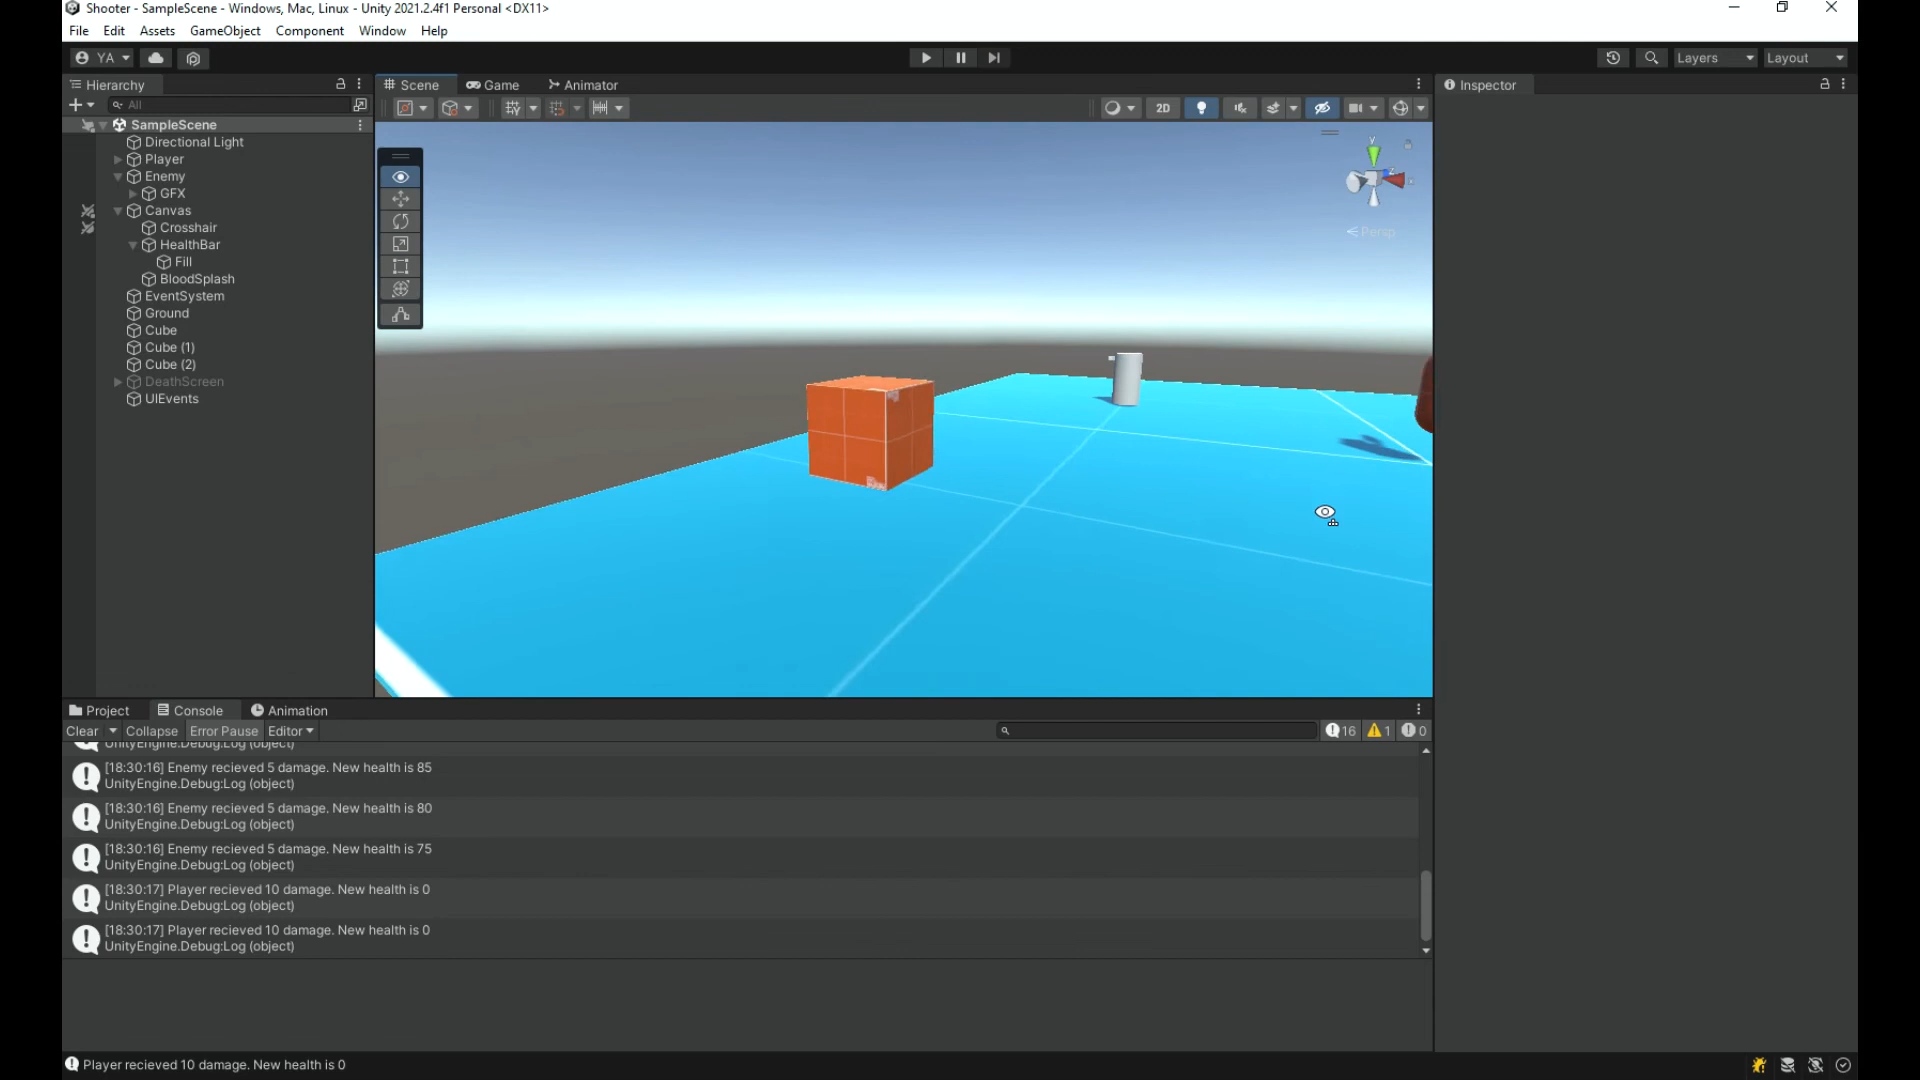 Shooter - SampleScene - Windows, Mac, Linux - Unity 2021.2.4f1 Personal <DX11>
File Edit Assets GameObject Component Window Help
YA
Layers Layout
Hierarchy
Scene Game Animator
Inspector
All
2D
SampleScene
Directional Light
Player
Enemy
GFX
Canvas
Crosshair
HealthBar
Fill
BloodSplash
EventSystem
Ground
Cube
Cube (1)
Cube (2)
DeathScreen
UIEvents
y
z
x
Persp
Project Console Animation
Clear Collapse Error Pause Editor
16 1 0
UnityEngine.Debug:Log (object)
[18:30:16] Enemy recieved 5 damage. New health is 85
UnityEngine.Debug:Log (object)
[18:30:16] Enemy recieved 5 damage. New health is 80
UnityEngine.Debug:Log (object)
[18:30:16] Enemy recieved 5 damage. New health is 75
UnityEngine.Debug:Log (object)
[18:30:17] Player recieved 10 damage. New health is 0
UnityEngine.Debug:Log (object)
[18:30:17] Player recieved 10 damage. New health is 0
UnityEngine.Debug:Log (object)
Player recieved 10 damage. New health is 0